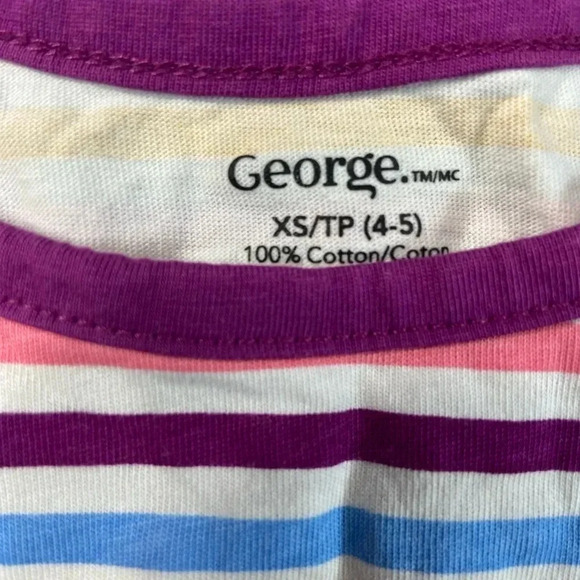 George.™/MC
XS/TP (4-5)
100% Cotton/Coton